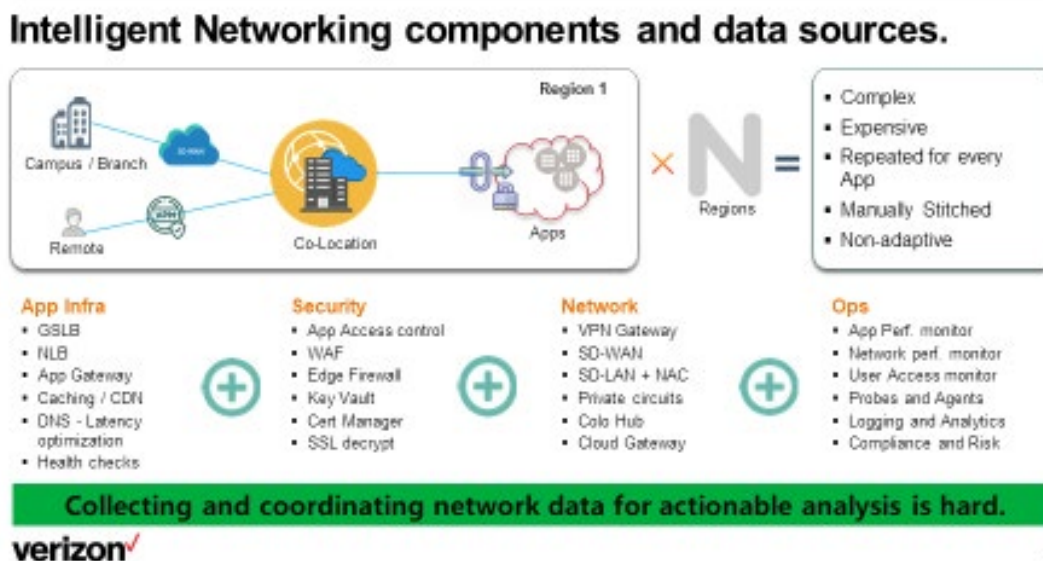 Intelligent Networking components and data sources.
Region 1
Campus / Branch
SD-WAN
Remote
VPN
Co-Location
Apps
×
N
Regions
=
▪ Complex
▪ Expensive
▪ Repeated for every
App
▪ Manually Stitched
▪ Non-adaptive
App Infra
▪ GSLB
▪ NLB
▪ App Gateway
▪ Caching / CDN
▪ DNS - Latency
optimization
▪ Health checks
+
Security
▪ App Access control
▪ WAF
▪ Edge Firewall
▪ Key Vault
▪ Cert Manager
▪ SSL decrypt
+
Network
▪ VPN Gateway
▪ SD-WAN
▪ SD-LAN + NAC
▪ Private circuits
▪ Colo Hub
▪ Cloud Gateway
+
Ops
▪ App Perf. monitor
▪ Network perf. monitor
▪ User Access monitor
▪ Probes and Agents
▪ Logging and Analytics
▪ Compliance and Risk
Collecting and coordinating network data for actionable analysis is hard.
verizon✓